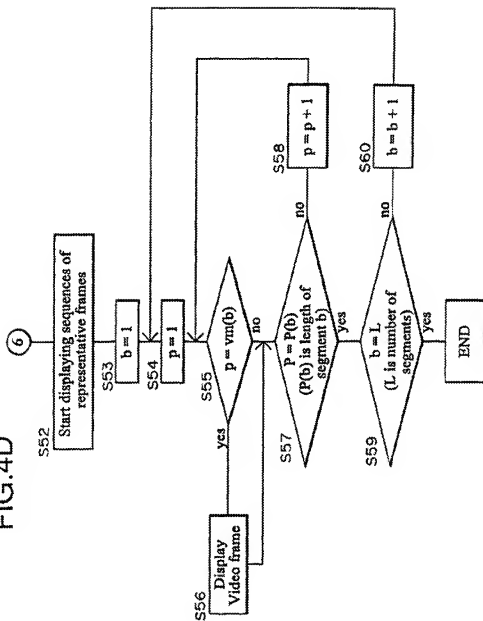 FIG.4D
6
S52
Start displaying sequences of
representative frames
S53
b = 1
S54
p = 1
S55
p = vm(b)
yes
no
S56
Display
Video frame
S57
P = P(b)
(P(b) is length of
segment b)
no
yes
S58
p = p + 1
S59
b = L
(L is number of
segments)
no
yes
S60
b = b + 1
END